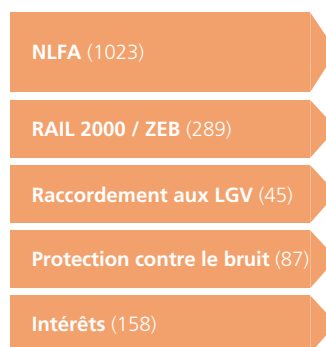 NLFA (1023)
RAIL 2000 / ZEB (289)
Raccordement aux LGV (45)
Protection contre le bruit (87)
Intérêts (158)